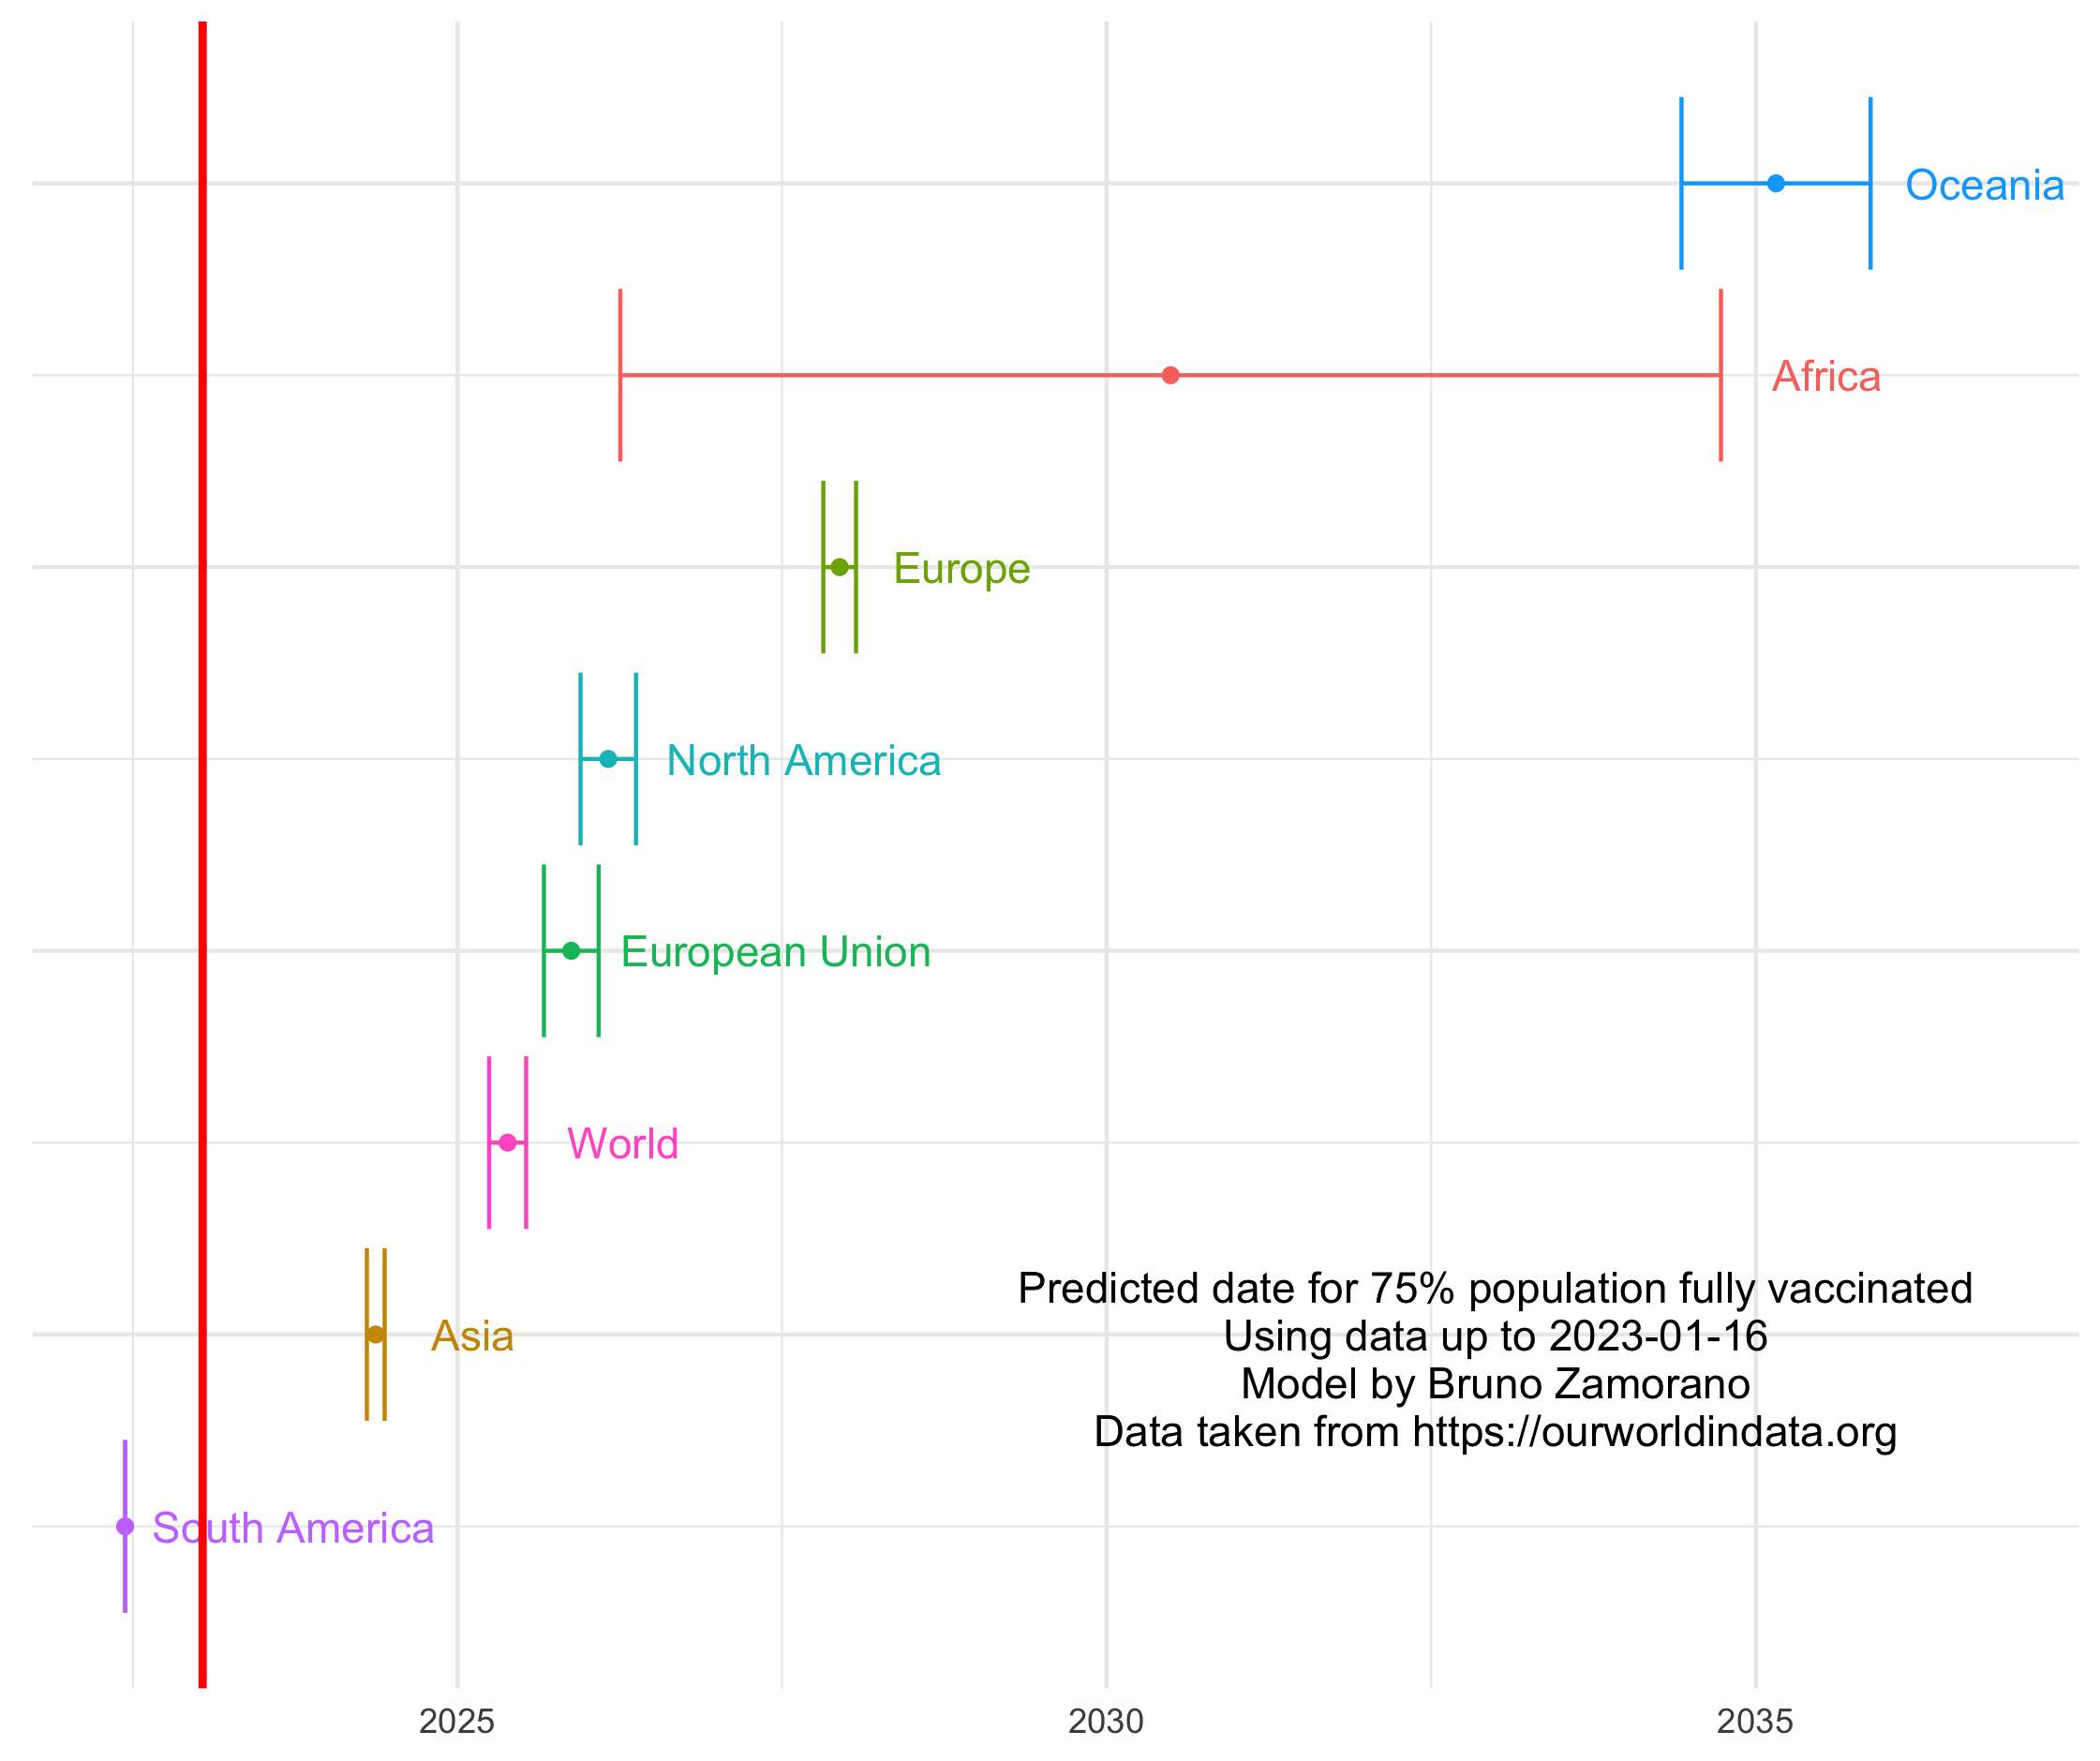 Oceania
Africa
Europe
North America
European Union
World
Predicted date for 75% population fully vaccinated
Using data up to 2023-01-16
Asia
Model by Bruno Zamorano
Data taken from https://ourworldindata.org
South America
2025
2030
2035